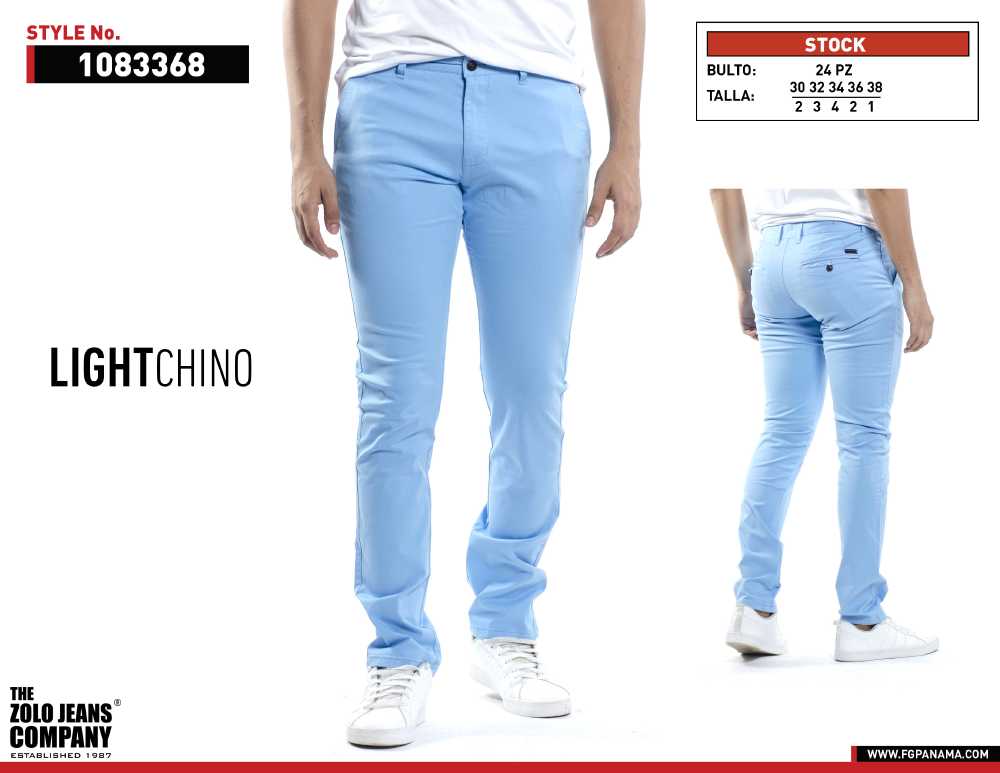 STYLE No.
1083368
STOCK
BULTO: 24 PZ
TALLA: 30 32 34 36 38
2 3 4 2 1
LIGHTCHINO
THE
ZOLO JEANS®
COMPANY
ESTABLISHED 1987
WWW.FGPANAMA.COM